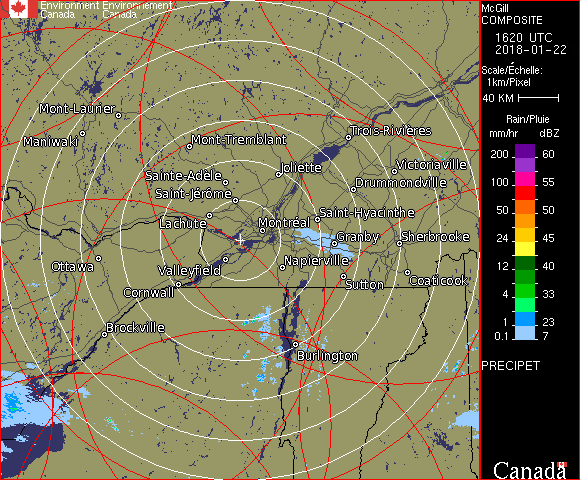 Environment Environnement
Canada Canada
Mont-Laurier
Maniwaki
Mont-Tremblant
Trois-Rivières
Sainte-Adèle
Joliette
Victoriaville
Saint-Jérôme
Drummondville
Lachute
Montréal
Saint-Hyacinthe
Granby
Sherbrooke
Ottawa
Valleyfield
Napierville
Cornwall
Sutton
Coaticook
Brockville
Burlington
McGill
COMPOSITE
1620 UTC
2018-01-22
Scale/Échelle:
1km/Pixel
40 KM
Rain/Pluie
mm/hr dBZ
200 60
150 57
100 55
50 50
24 45
12 40
4 33
1 23
0.1 7
PRECIPET
Canada